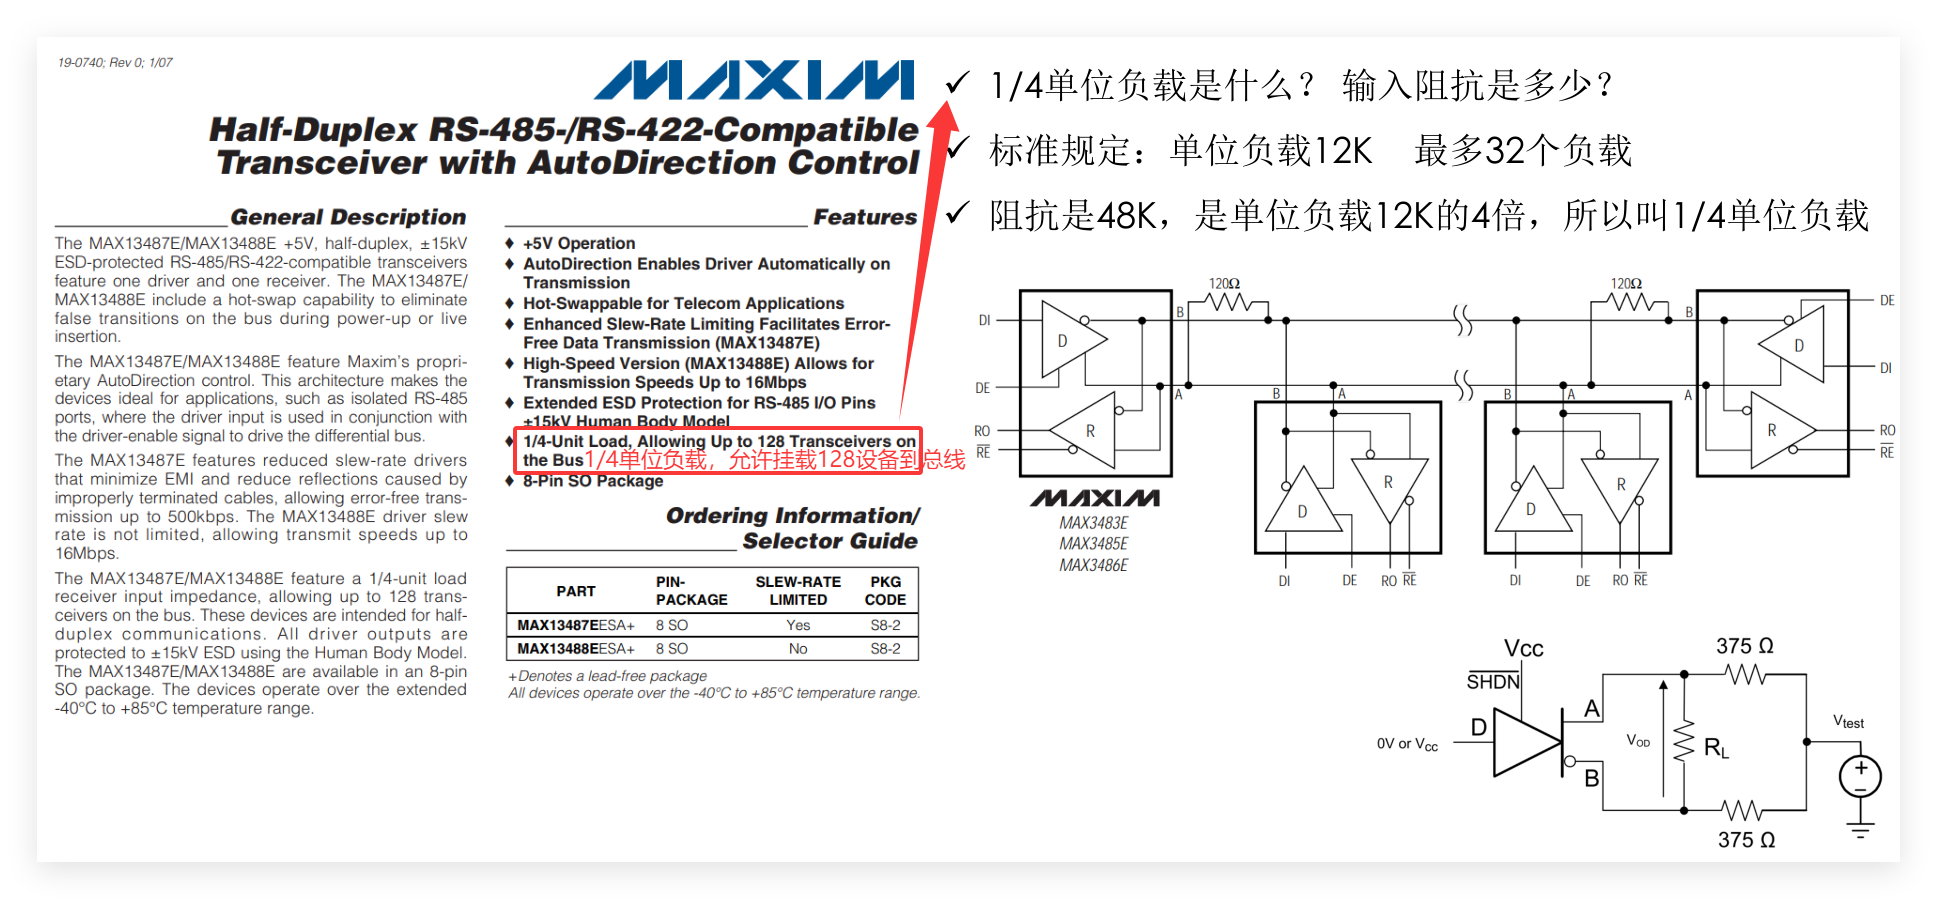 19-0740; Rev 0; 1/07
MAXIM
Half-Duplex RS-485-/RS-422-Compatible
Transceiver with AutoDirection Control
General Description
The MAX13487E/MAX13488E +5V, half-duplex, ±15kV
ESD-protected RS-485/RS-422-compatible transceivers
feature one driver and one receiver. The MAX13487E/
MAX13488E include a hot-swap capability to eliminate
false transitions on the bus during power-up or live
insertion.
The MAX13487E/MAX13488E feature Maxim's propri-
etary AutoDirection control. This architecture makes the
devices ideal for applications, such as isolated RS-485
ports, where the driver input is used in conjunction with
the driver-enable signal to drive the differential bus.
The MAX13487E features reduced slew-rate drivers
that minimize EMI and reduce reflections caused by
improperly terminated cables, allowing error-free trans-
mission up to 500kbps. The MAX13488E driver slew
rate is not limited, allowing transmit speeds up to
16Mbps.
The MAX13487E/MAX13488E feature a 1/4-unit load
receiver input impedance, allowing up to 128 trans-
ceivers on the bus. These devices are intended for half-
duplex communications. All driver outputs are
protected to ±15kV ESD using the Human Body Model.
The MAX13487E/MAX13488E are available in an 8-pin
SO package. The devices operate over the extended
-40°C to +85°C temperature range.
Features
♦ +5V Operation
♦ AutoDirection Enables Driver Automatically on
Transmission
♦ Hot-Swappable for Telecom Applications
♦ Enhanced Slew-Rate Limiting Facilitates Error-
Free Data Transmission (MAX13487E)
♦ High-Speed Version (MAX13488E) Allows for
Transmission Speeds Up to 16Mbps
♦ Extended ESD Protection for RS-485 I/O Pins
±15kV Human Body Model
♦ 1/4-Unit Load, Allowing Up to 128 Transceivers on
the Bus
1/4单位负载，允许挂载128设备到总线
♦ 8-Pin SO Package
Ordering Information/
Selector Guide
PART PIN-PACKAGE SLEW-RATE LIMITED PKG CODE
MAX13487EESA+ 8 SO Yes S8-2
MAX13488EESA+ 8 SO No S8-2
+Denotes a lead-free package
All devices operate over the -40°C to +85°C temperature range.
✓ 1/4单位负载是什么？ 输入阻抗是多少？
✓ 标准规定：单位负载12K 最多32个负载
✓ 阻抗是48K，是单位负载12K的4倍，所以叫1/4单位负载
120Ω 120Ω
DI D B B D DE
DI
DE A B A B A A
RO R R RO
RE RE
D R D R
MAXIM
MAX3483E
MAX3485E
MAX3486E
DI DE RO RE DI DE RO RE
Vcc
SHDN
375 Ω
D A
0V or Vcc
VOD RL
Vtest
B
375 Ω